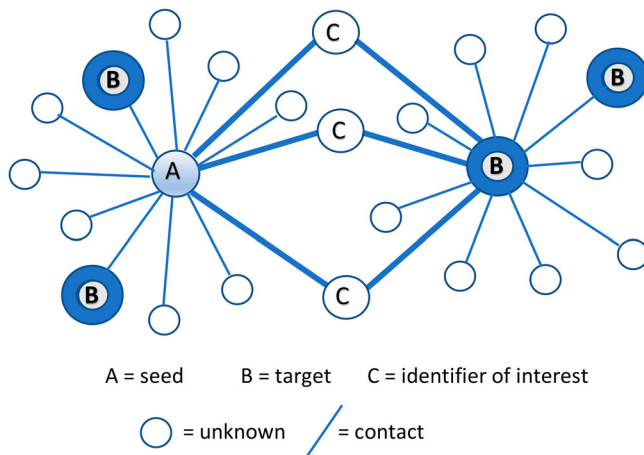 C
B
B
C
A
B
B
C
A = seed B = target C = identifier of interest
= unknown = contact